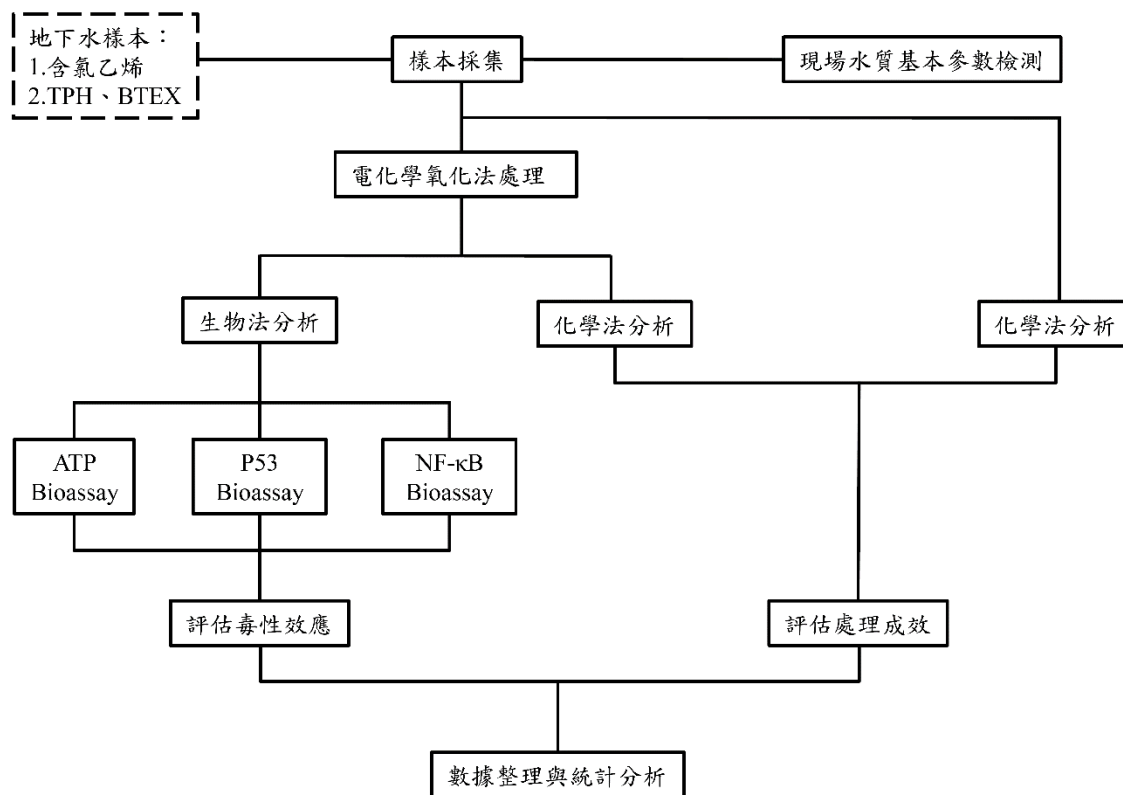 地下水樣本：
1.含氯乙烯
2.TPH、BTEX
樣本採集
現場水質基本參數檢測
電化學氧化法處理
生物法分析
化學法分析
化學法分析
ATP
Bioassay
P53
Bioassay
NF-κB
Bioassay
評估毒性效應
評估處理成效
數據整理與統計分析